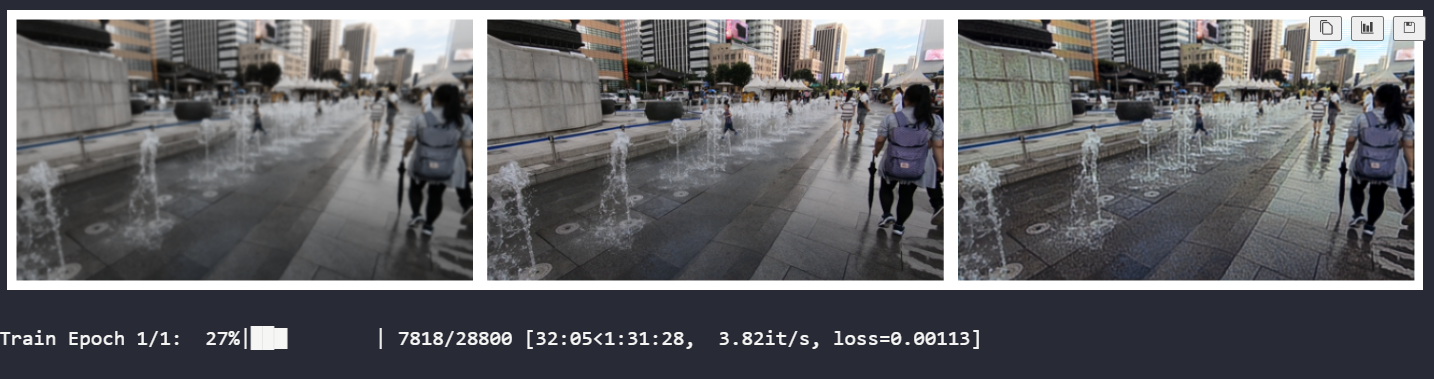 Train Epoch 1/1:  27%|██▋       | 7818/28800 [32:05<1:31:28,  3.82it/s, loss=0.00113]